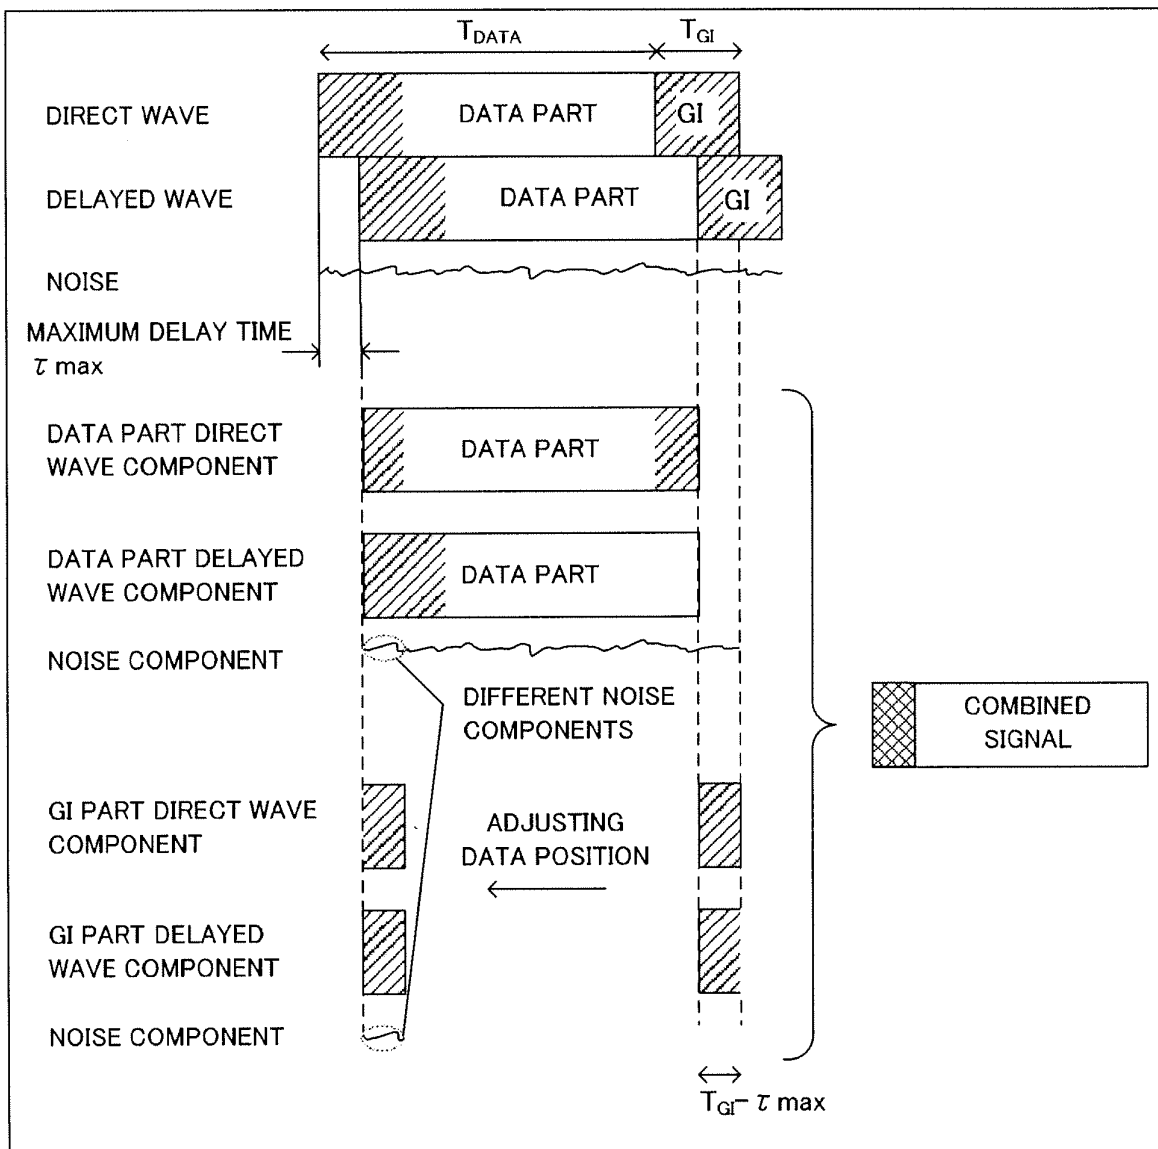 T_DATA T_GI
DIRECT WAVE DATA PART GI
DELAYED WAVE DATA PART GI
NOISE
MAXIMUM DELAY TIME
τ max
DATA PART DIRECT
WAVE COMPONENT
DATA PART
DATA PART DELAYED
WAVE COMPONENT
DATA PART
NOISE COMPONENT
DIFFERENT NOISE
COMPONENTS
COMBINED
SIGNAL
GI PART DIRECT WAVE
COMPONENT
ADJUSTING
DATA POSITION
GI PART DELAYED
WAVE COMPONENT
NOISE COMPONENT
T_GI- τ max